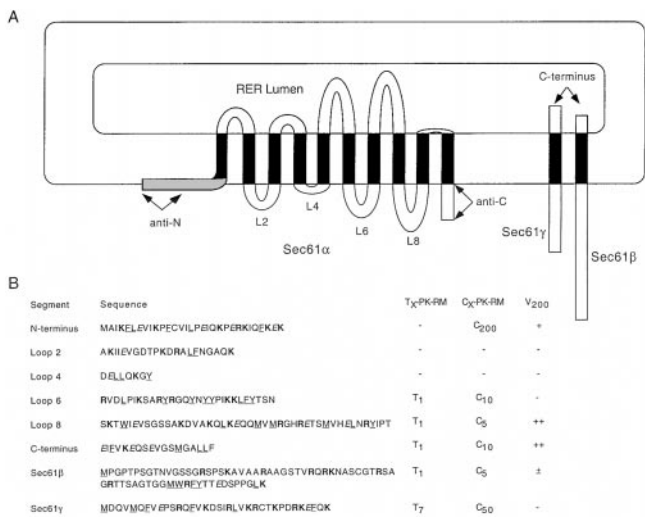 A
RER Lumen
C-terminus
anti-N
L2
L4
L6
L8
anti-C
Sec61α
Sec61γ
Sec61β
B
Segment Sequence Tx-PK-RM Cx-PK-RM V200
N-terminus MAIKFLEVIKPFCVILPEIQKPERKIQFKEK - C200 +
Loop 2 AKIIEVGDTPKDRALFNGAQK - - -
Loop 4 DELLQKGY - - -
Loop 6 RVDLPIKSARYRGQYNYYPIKKLFYTSN T1 C10 -
Loop 8 SKTWIEVSGSSAKDVAKQLKEQQMVMRGHRETSMVHELNRYIPT T1 C5 ++
C-terminus EIFVKEQSEVGSMGALLF T1 C10 ++
Sec61β MPGPTPSGTNVGSSGRSPSKAVAARAAGSTVRQRKNASCGTRSA T1 C5 ±
GRTTSAGTGGMWRFYTTEDSPPGLK
Sec61γ MDQVMQFVEPSRQFVKDSIRLVKRCTKPDRKEFQK T7 C50 -